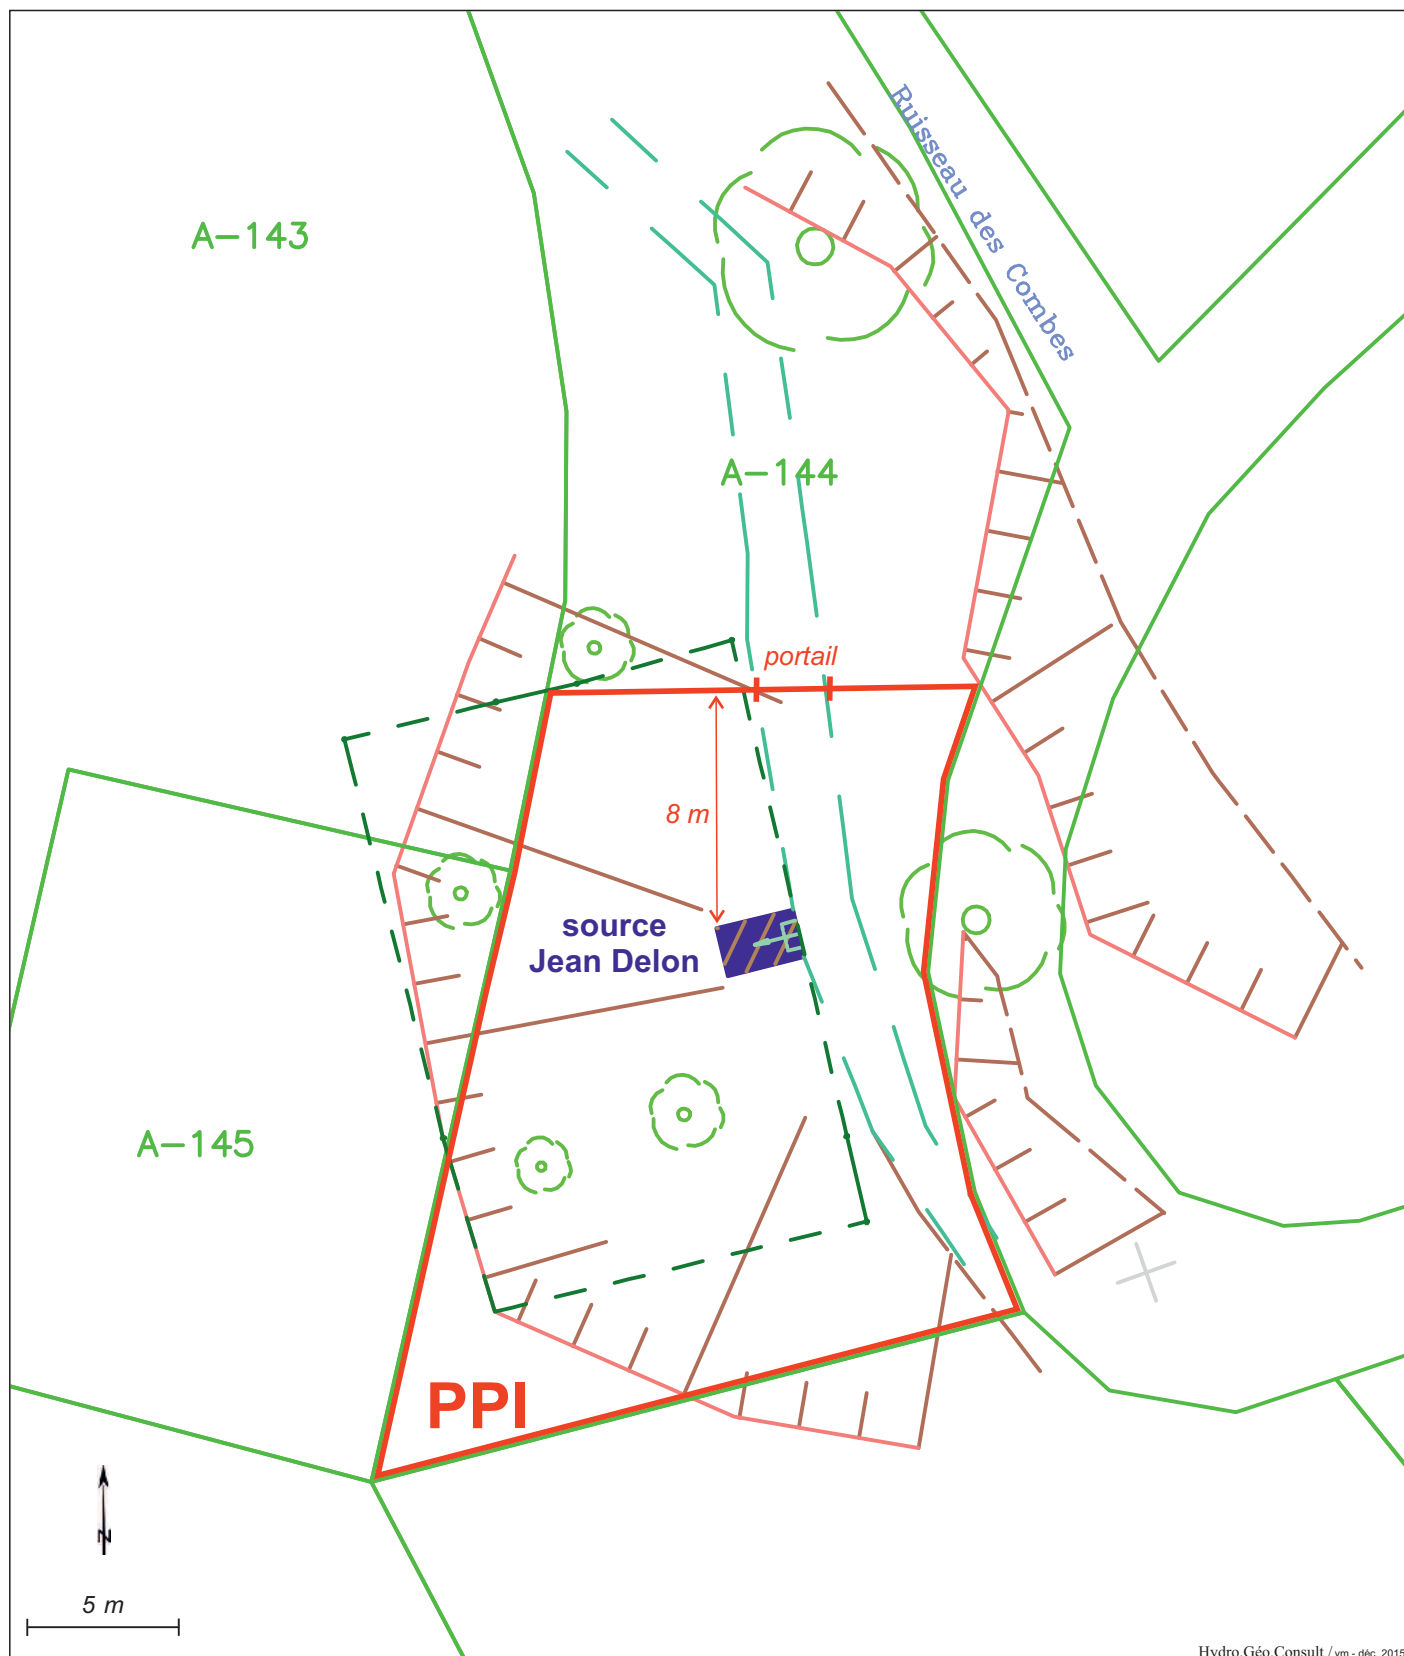 Ruisseau des Combes
A-143
A-144
portail
8 m
source
Jean Delon
A-145
PPI
N
5 m
Hydro.Géo.Consult / vm - déc. 2015